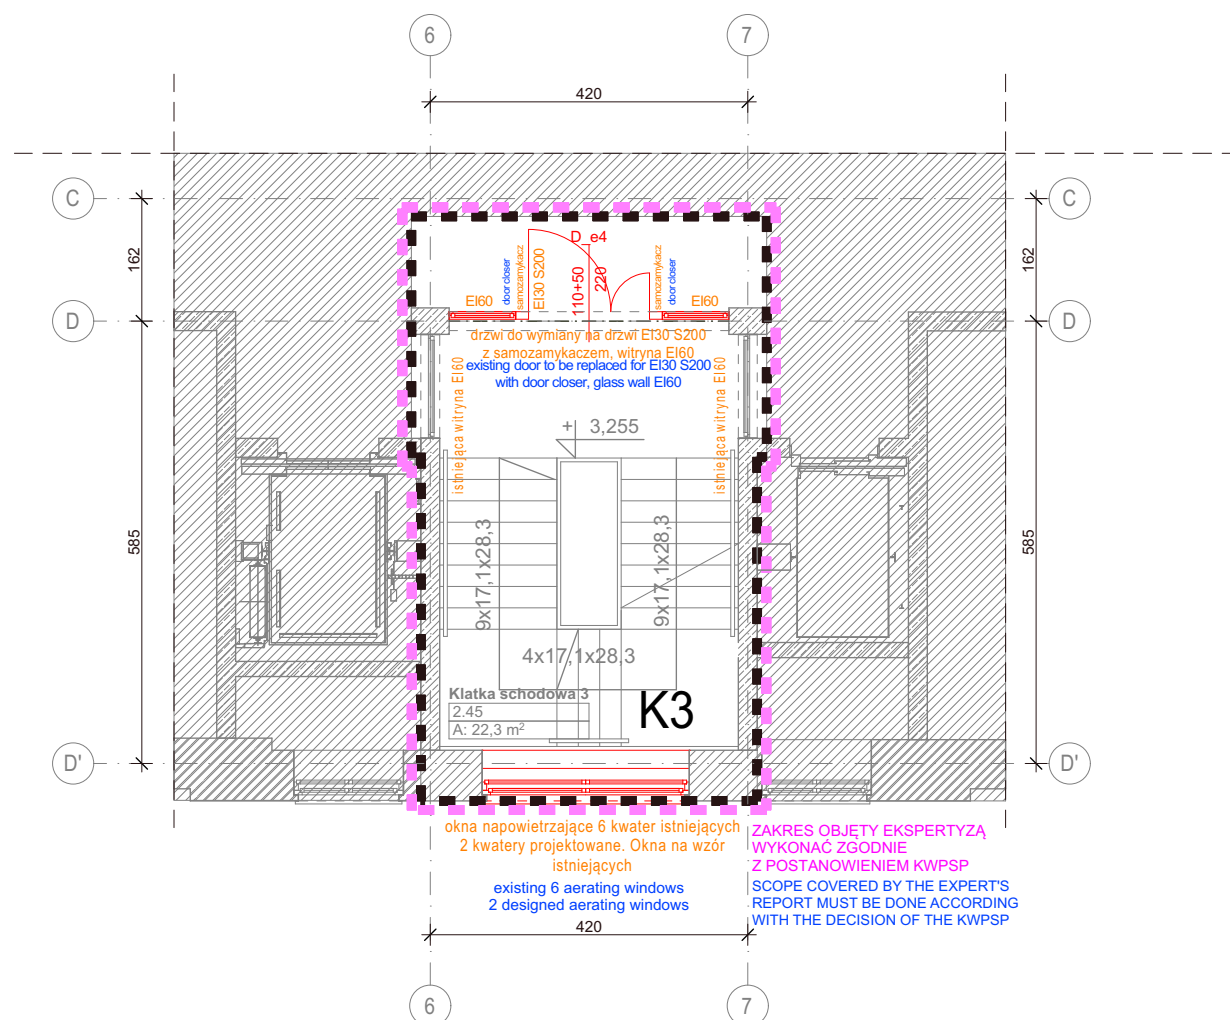 6
7
420
C
C
162
162
D_e4
door closer
samozamykacz
EI30 S200
110+50
220
samozamykacz
door closer
EI60
EI60
D
D
drzwi do wymiany na drzwi EI30 S200
z samozamykaczem, witryna EI60
existing door to be replaced for EI30 S200
with door closer, glass wall EI60
istniejąca witryna EI60
istniejąca witryna EI60
+ 3,255
585
585
9x17,1x28,3
9x17,1x28,3
4x17,1x28,3
Klatka schodowa 3
2.45
A: 22,3 m²
K3
D'
D'
okna napowietrzające 6 kwater istniejących
2 kwatery projektowane. Okna na wzór
istniejących
existing 6 aerating windows
2 designed aerating windows
ZAKRES OBJĘTY EKSPERTYZĄ
WYKONAĆ ZGODNIE
Z POSTANOWIENIEM KWPSP
SCOPE COVERED BY THE EXPERT'S
REPORT MUST BE DONE ACCORDING
WITH THE DECISION OF THE KWPSP
420
6
7